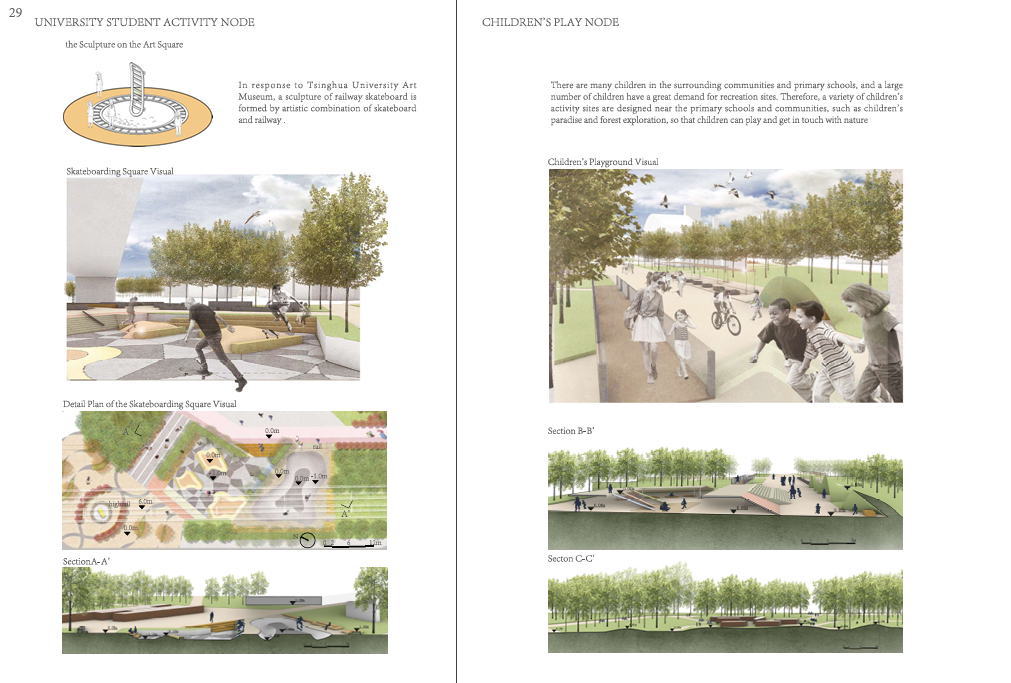 29
UNIVERSITY STUDENT ACTIVITY NODE
the Sculpture on the Art Square
In response to Tsinghua University Art
Museum, a sculpture of railway skateboard is
formed by artistic combination of skateboard
and railway .
Skateboarding Square Visual
Detail Plan of the Skateboarding Square Visual
A
0.0m
rail
0.0m
0.0m
0.0m
-1.0m
highrail
6.0m
0.0m
A'
N
0 2 6 12m
SectionA-A'
CHILDREN'S PLAY NODE
There are many children in the surrounding communities and primary schools, and a large
number of children have a great demand for recreation sites. Therefore, a variety of children's
activity sites are designed near the primary schools and communities, such as children's
paradise and forest exploration, so that children can play and get in touch with nature
Children's Playground Visual
Section B-B'
Secton C-C'